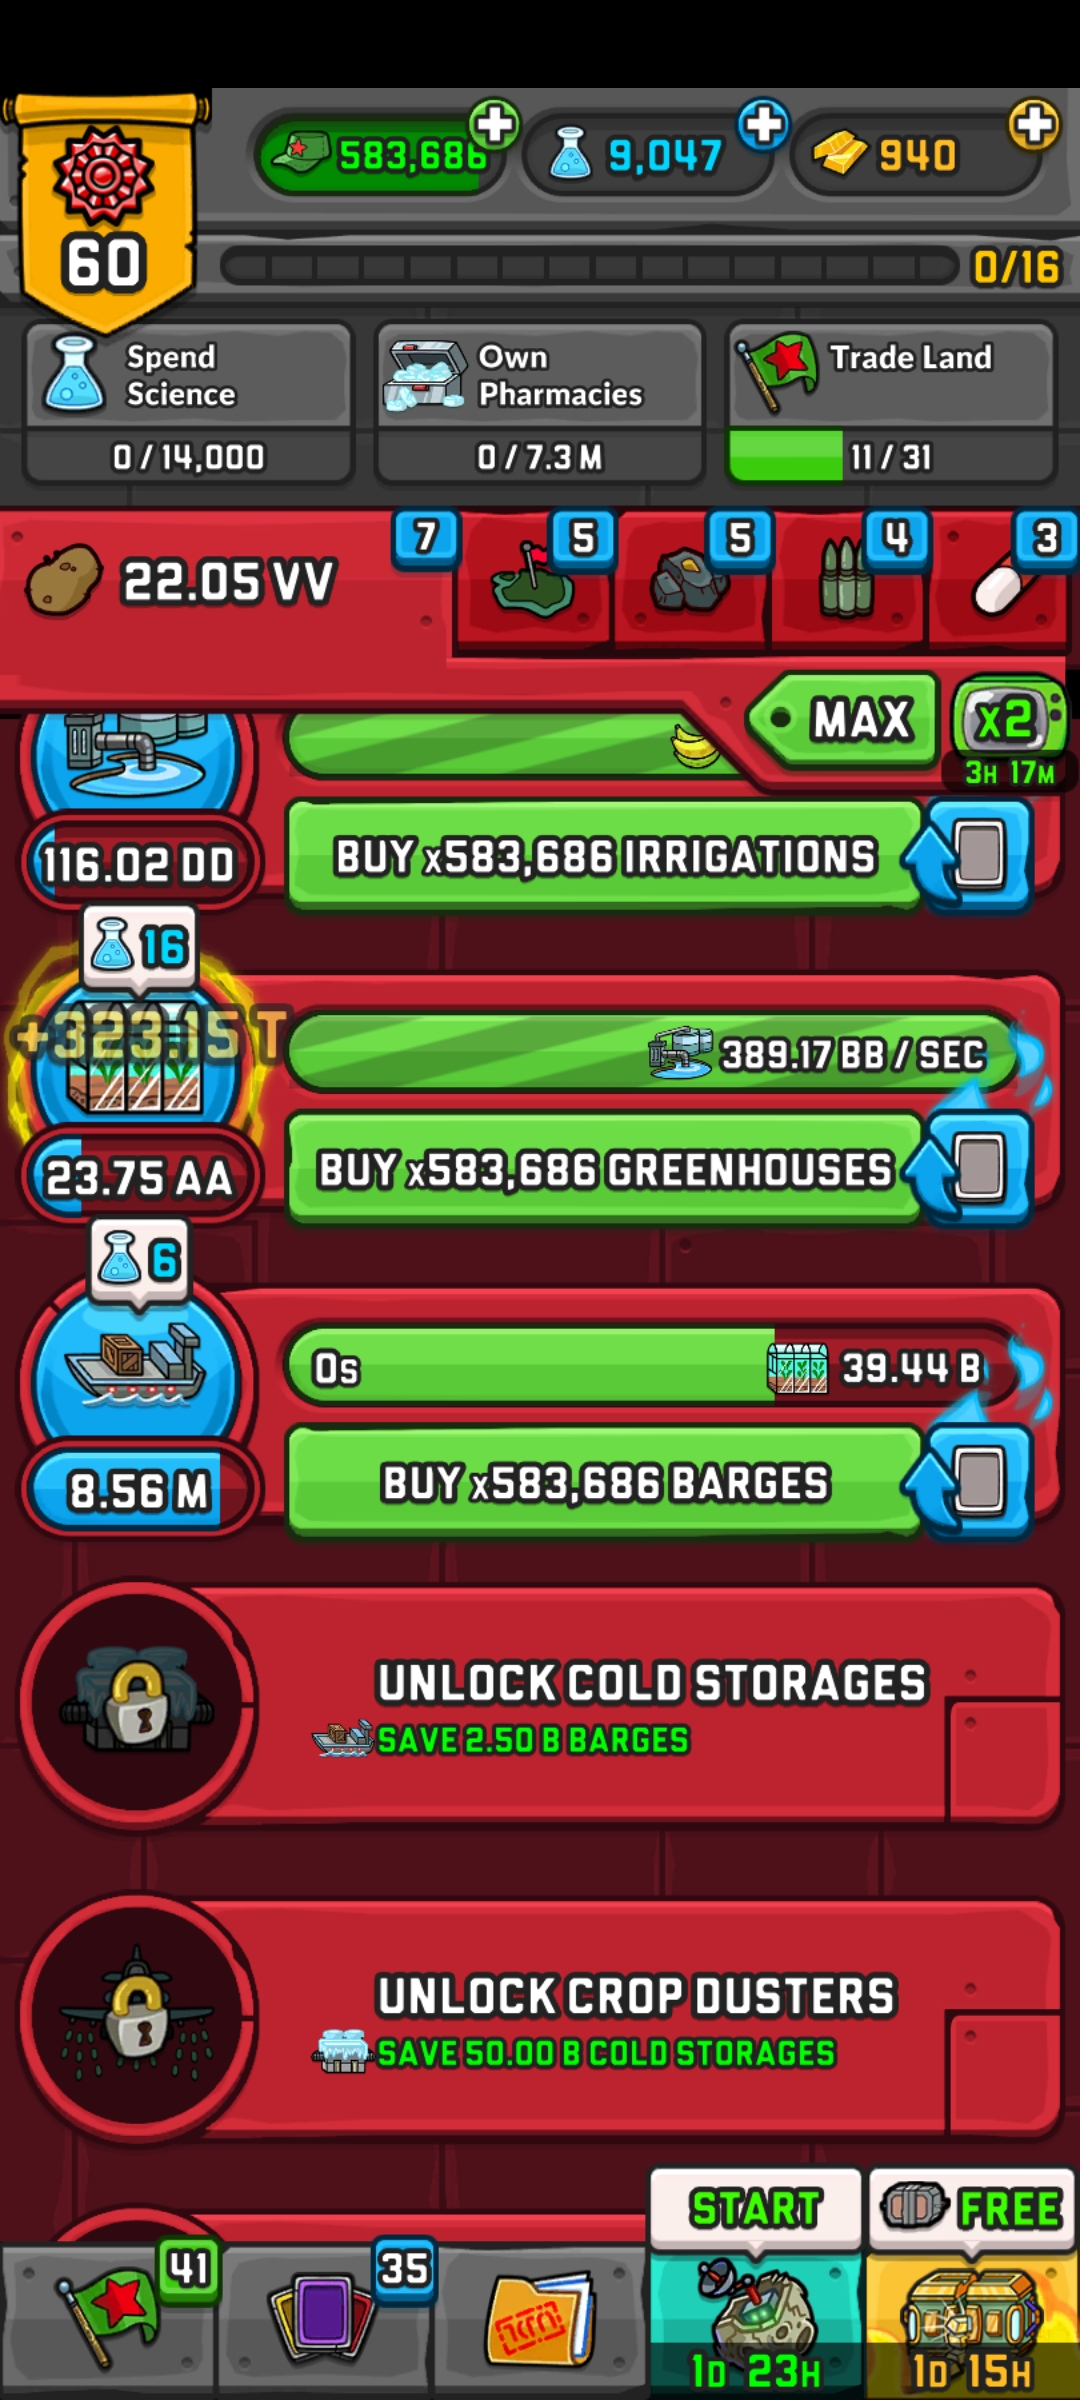 583,686
9,047
940
60
0/16
Spend
Science
0 / 14,000
Own
Pharmacies
0 / 7.3 M
Trade Land
11 / 31
22.05 VV
7
5
5
4
3
MAX
x2
3H 17M
116.02 DD
BUY x583,686 IRRIGATIONS
16
+323.15 T
389.17 BB / SEC
23.75 AA
BUY x583,686 GREENHOUSES
6
0s
39.44 B
8.56 M
BUY x583,686 BARGES
UNLOCK COLD STORAGES
SAVE 2.50 B BARGES
UNLOCK CROP DUSTERS
SAVE 50.00 B COLD STORAGES
START
FREE
41
35
1D 23H
1D 15H